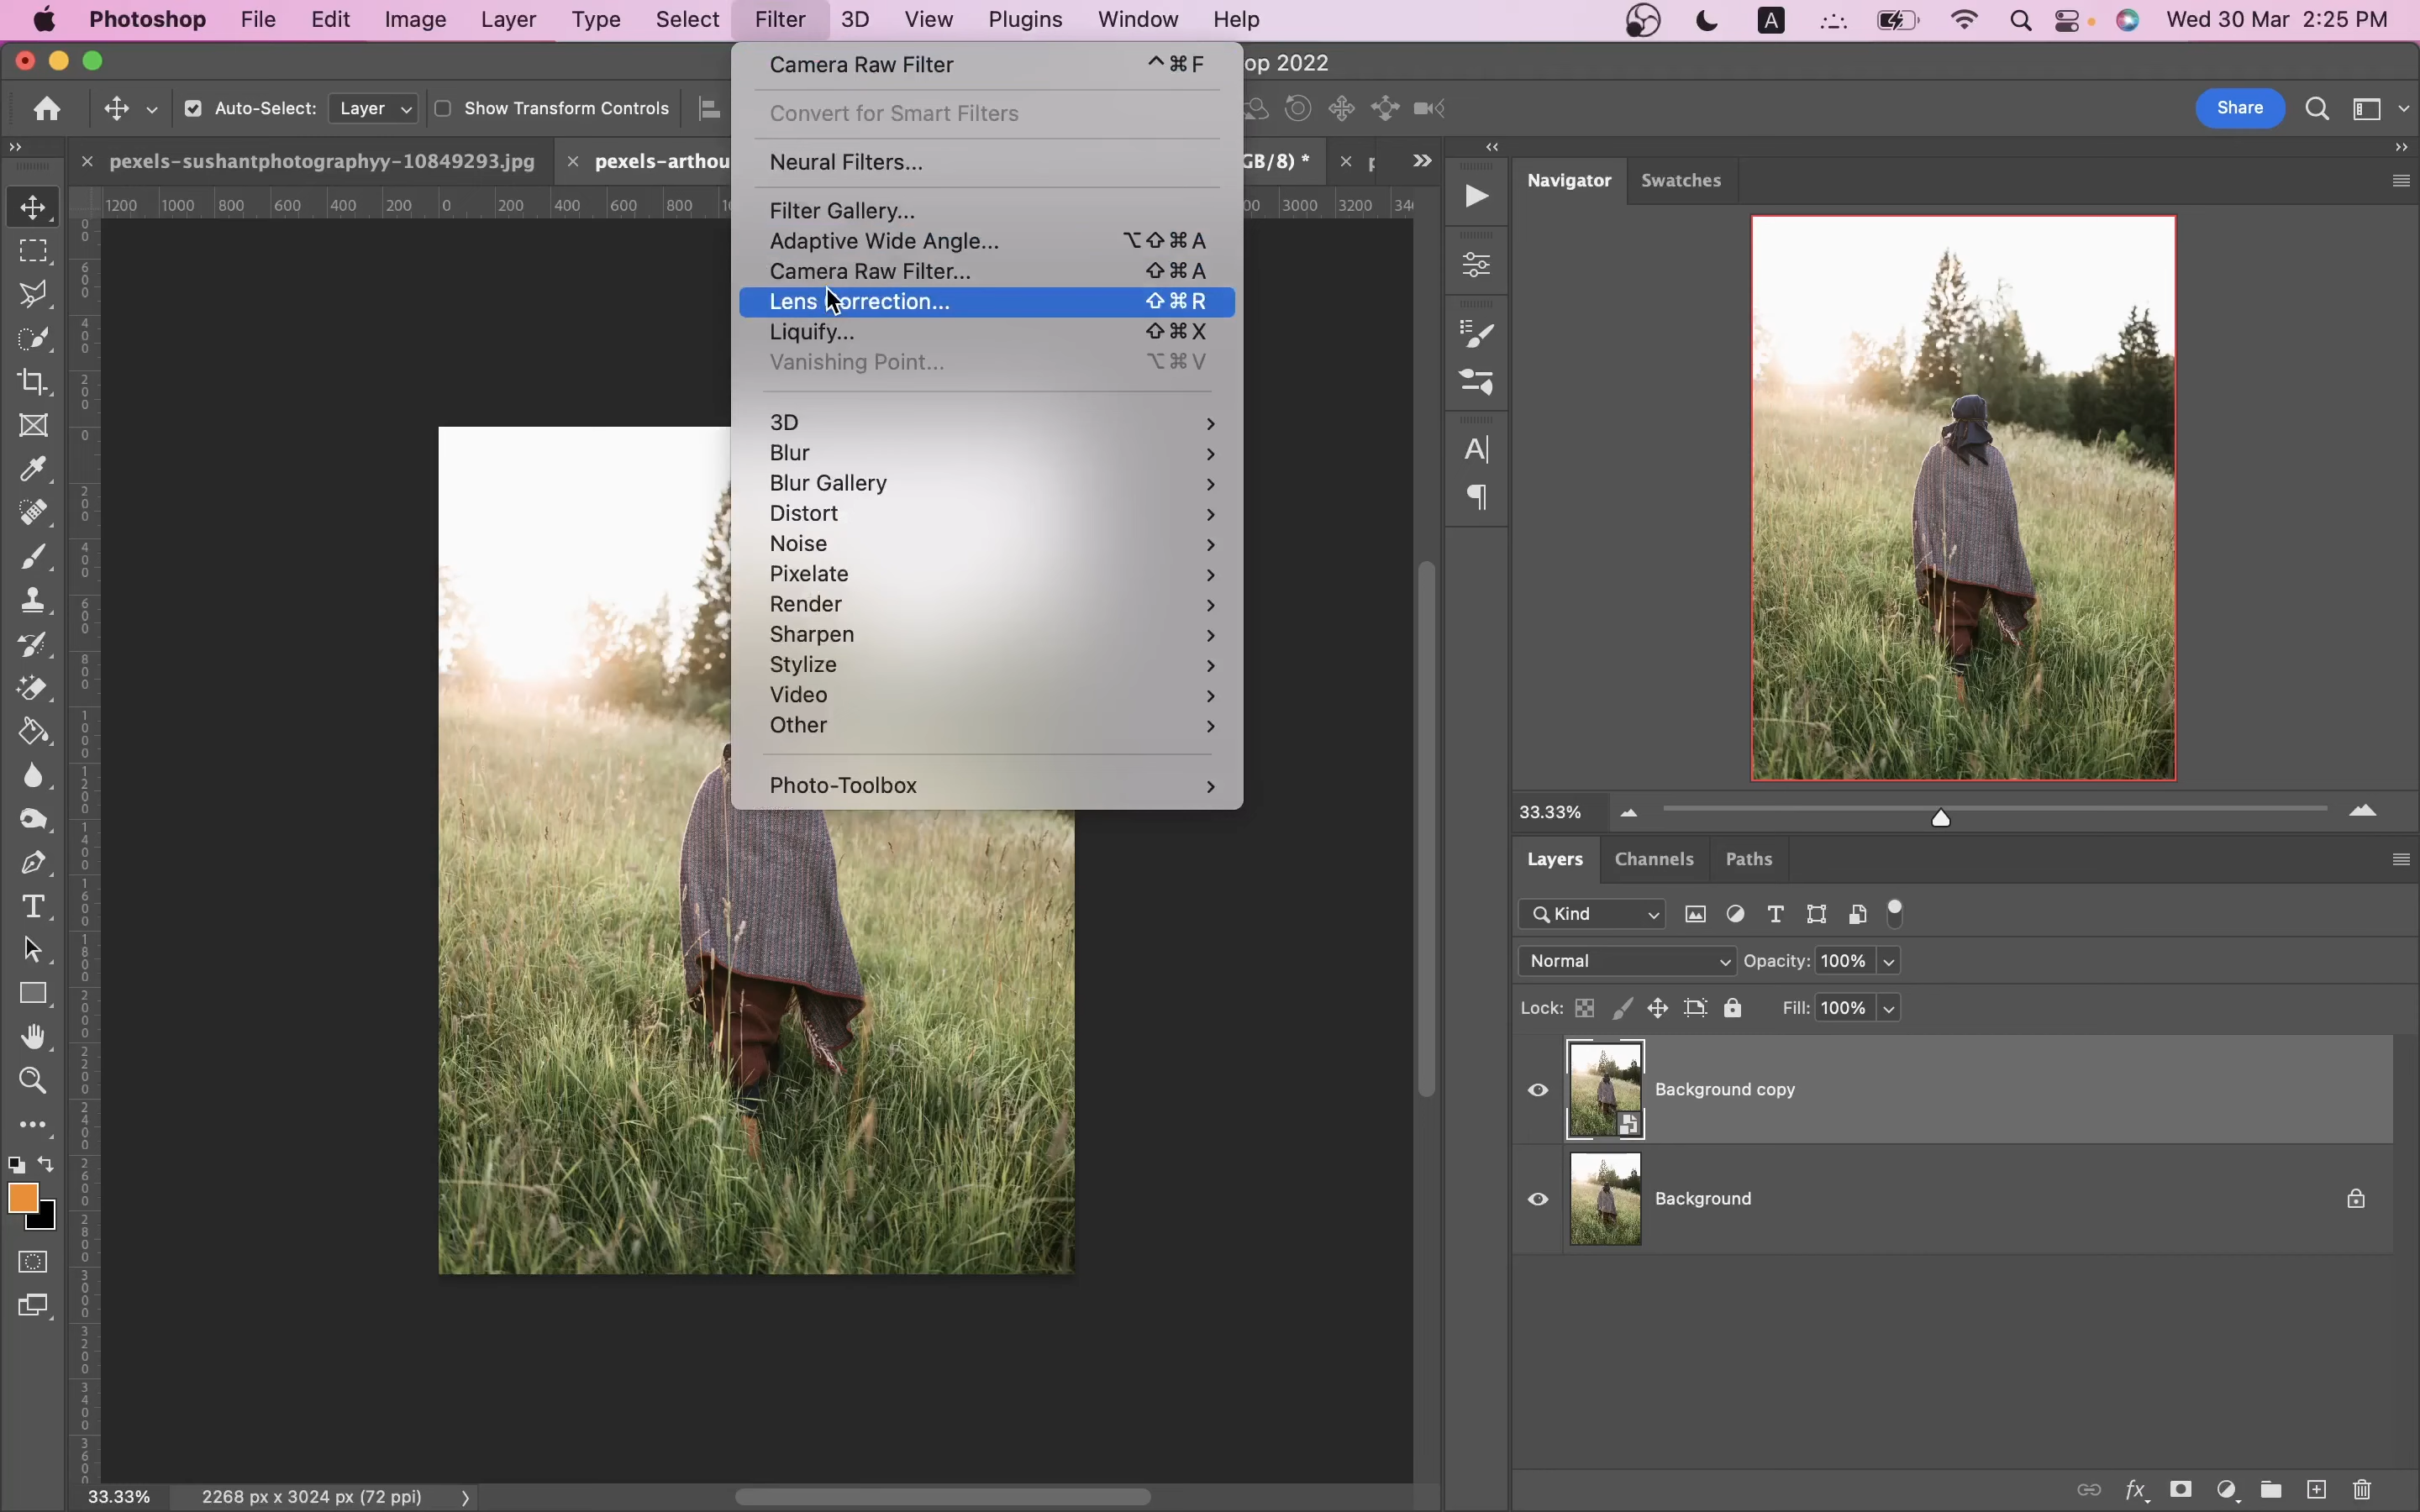 Photoshop File Edit Image Layer Type Select Filter 3D View Plugins Window Help A Wed 30 Mar 2:25 PM
op 2022
Auto-Select: Layer Show Transform Controls Share
pexels-sushantphotographyy-10849293.jpg pexels-arthou GB/8) *
1200 1000 800 600 400 200 0 200 400 600 800 3000 3200
Camera Raw Filter ^⌘F
Convert for Smart Filters
Neural Filters...
Filter Gallery...
Adaptive Wide Angle... ⌥⇧⌘A
Camera Raw Filter... ⇧⌘A
Lens Correction... ⇧⌘R
Liquify... ⇧⌘X
Vanishing Point... ⌥⌘V
3D
Blur
Blur Gallery
Distort
Noise
Pixelate
Render
Sharpen
Stylize
Video
Other
Photo-Toolbox
Navigator Swatches
33.33%
Layers Channels Paths
Kind
Normal Opacity: 100%
Lock: Fill: 100%
Background copy
Background
33.33% 2268 px x 3024 px (72 ppi)